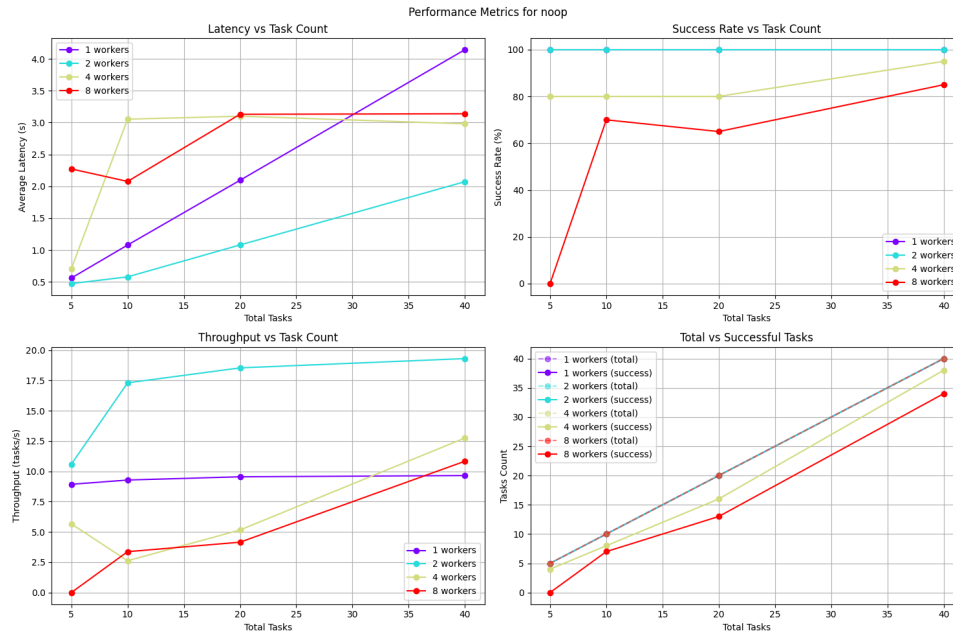 Performance Metrics for noop
Latency vs Task Count
1 workers
2 workers
4 workers
8 workers
4.0
3.5
3.0
2.5
2.0
1.5
1.0
0.5
Average Latency (s)
5 10 15 20 25 30 35 40
Total Tasks
Success Rate vs Task Count
100
80
60
40
20
0
Success Rate (%)
1 workers
2 workers
4 workers
8 workers
5 10 15 20 25 30 35 40
Total Tasks
Throughput vs Task Count
20.0
17.5
15.0
12.5
10.0
7.5
5.0
2.5
0.0
Throughput (tasks/s)
1 workers
2 workers
4 workers
8 workers
5 10 15 20 25 30 35 40
Total Tasks
Total vs Successful Tasks
1 workers (total)
1 workers (success)
2 workers (total)
2 workers (success)
4 workers (total)
4 workers (success)
8 workers (total)
8 workers (success)
40
35
30
25
20
15
10
5
0
Tasks Count
5 10 15 20 25 30 35 40
Total Tasks